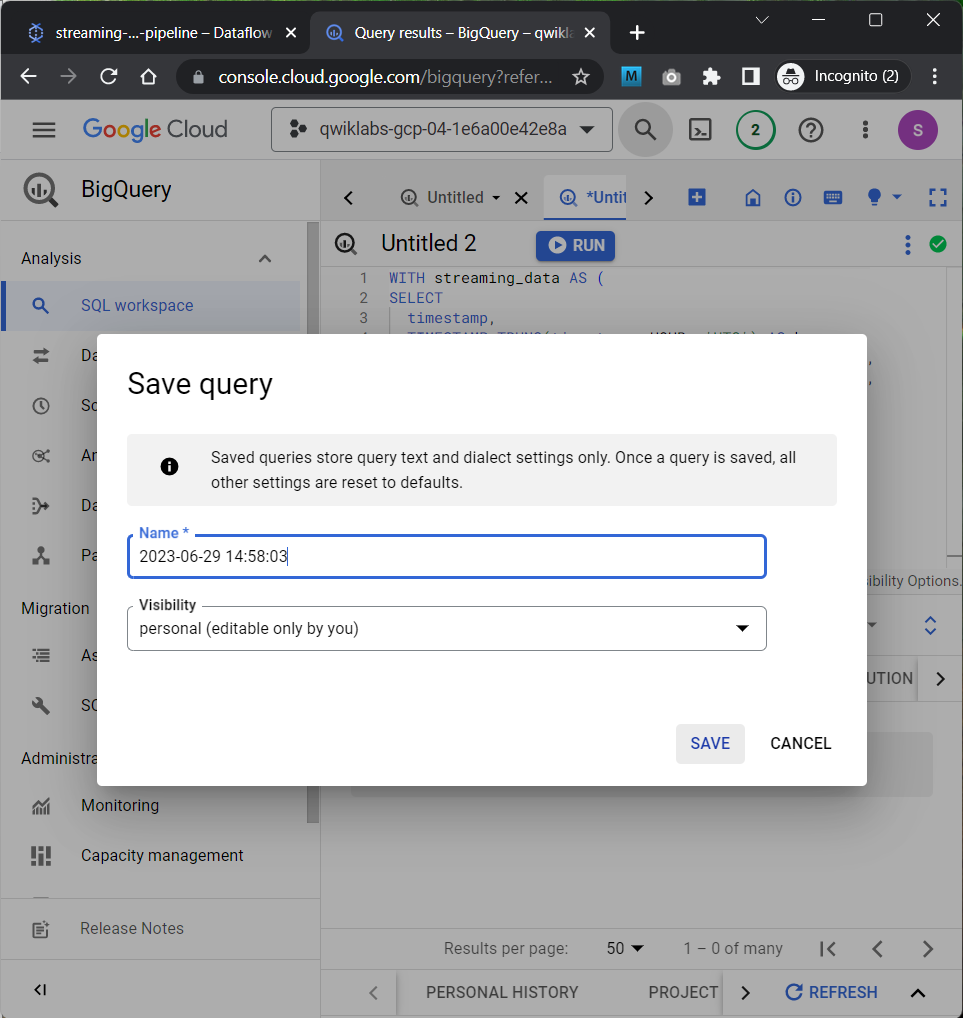 streaming-...-pipeline – Dataflow
Query results – BigQuery – qwikla
console.cloud.google.com/bigquery?refer...
M
Incognito (2)
Google Cloud
qwiklabs-gcp-04-1e6a00e42e8a
2
S
BigQuery
Untitled
*Untit
Analysis
Untitled 2
RUN
1 WITH streaming_data AS (
2 SELECT
3 timestamp,
SQL workspace
Da
Sc
An
Da
Pa
Migration
As
SQ
Administra
Monitoring
Capacity management
Release Notes
Save query
Saved queries store query text and dialect settings only. Once a query is saved, all
other settings are reset to defaults.
Name *
2023-06-29 14:58:03
Visibility
personal (editable only by you)
SAVE
CANCEL
sibility Options.
UTION
Results per page:
50
1 – 0 of many
PERSONAL HISTORY
PROJECT
REFRESH